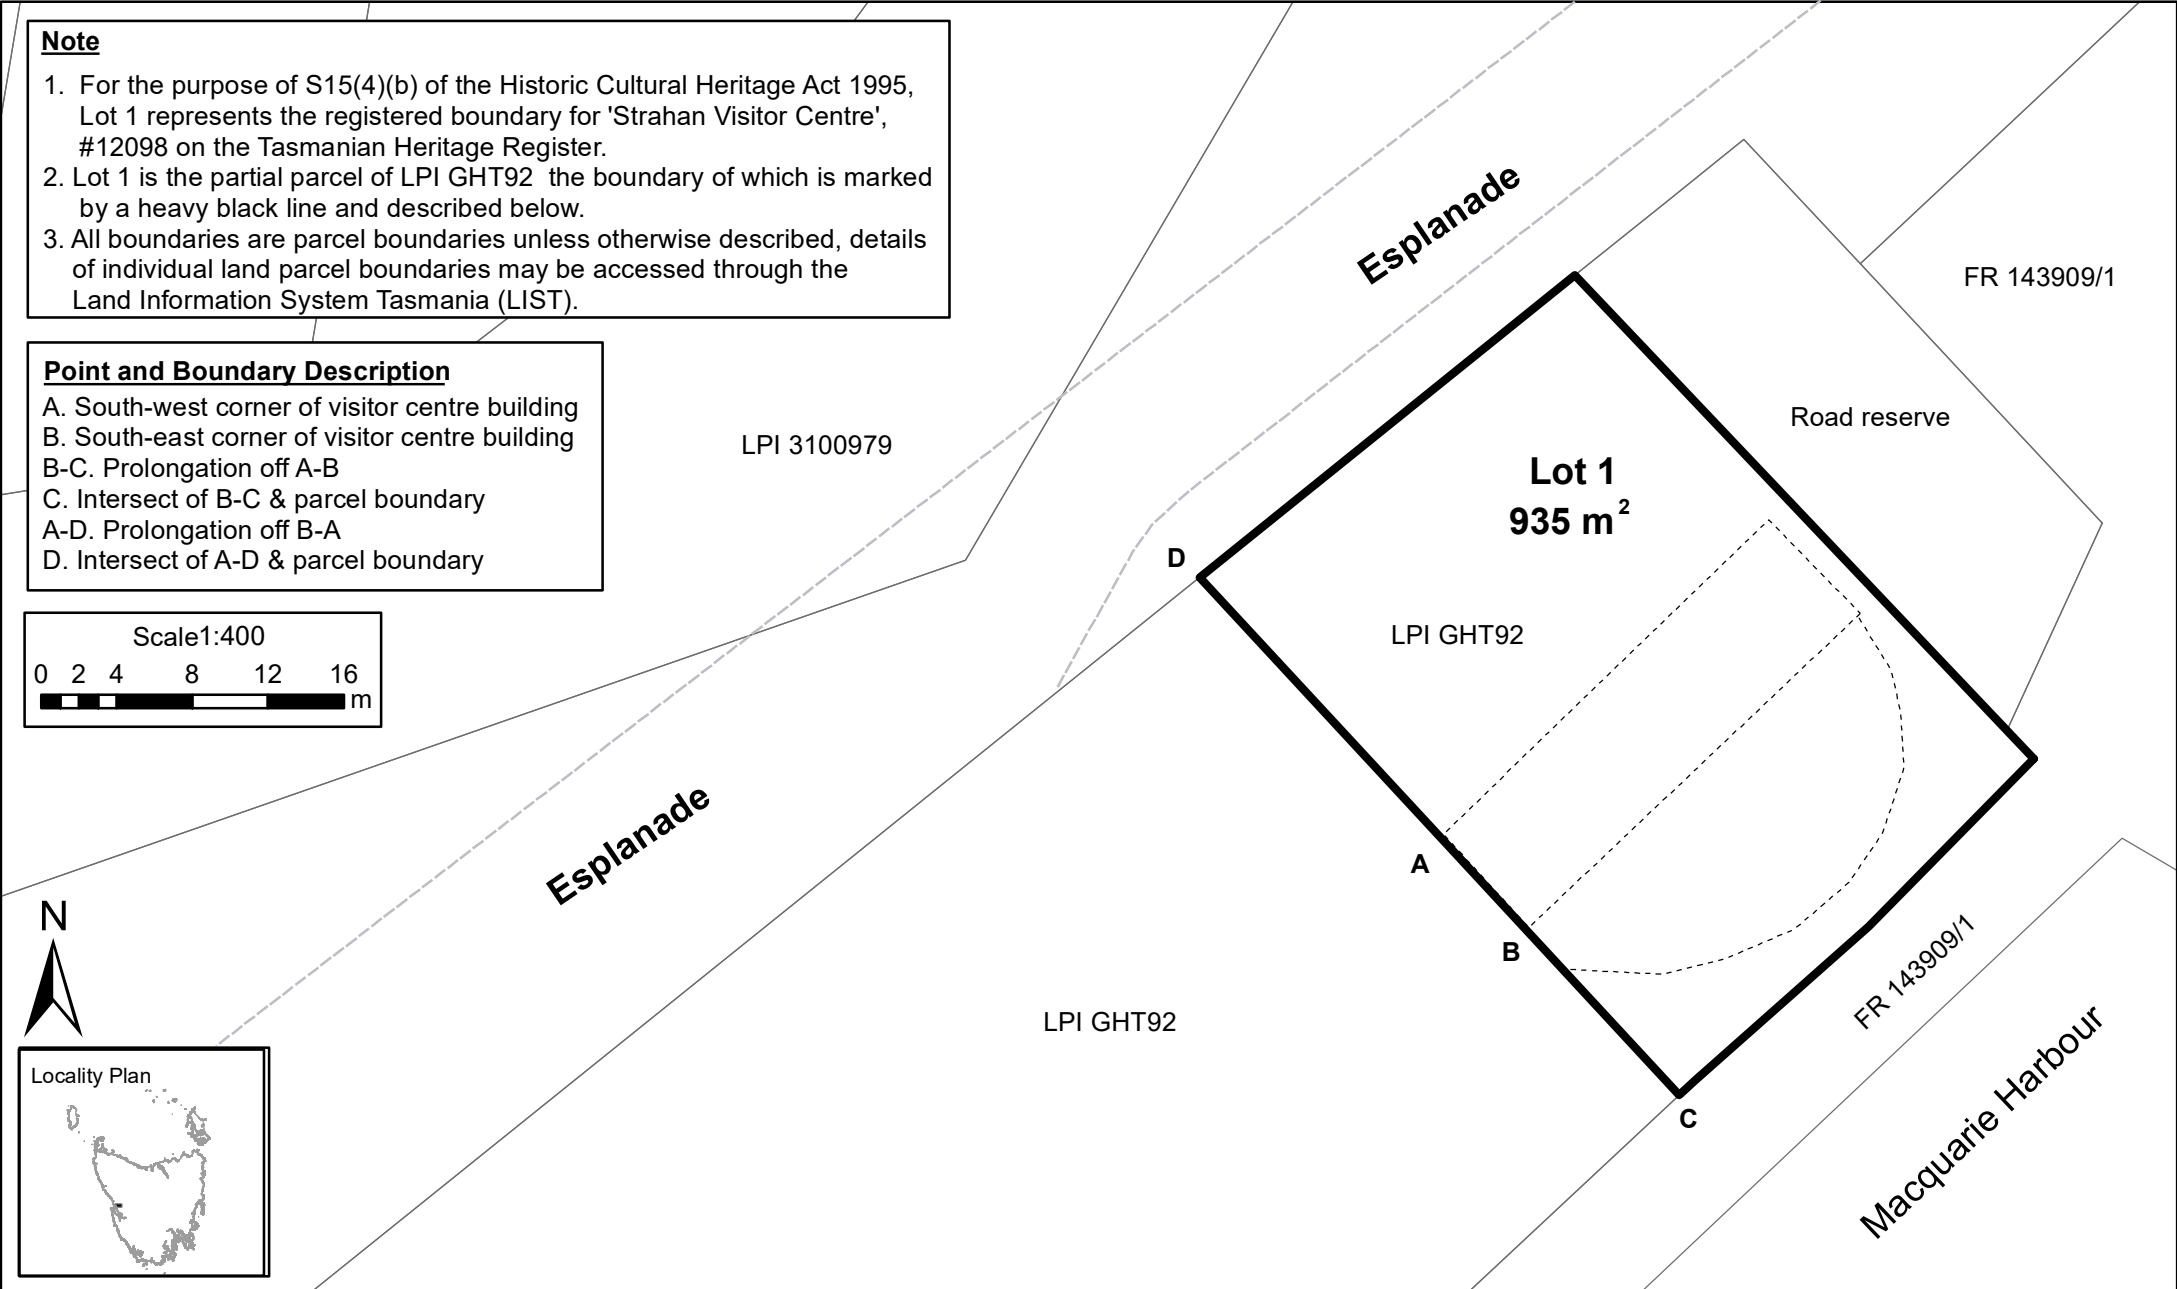 Note
1. For the purpose of S15(4)(b) of the Historic Cultural Heritage Act 1995,
Lot 1 represents the registered boundary for 'Strahan Visitor Centre',
#12098 on the Tasmanian Heritage Register.
2. Lot 1 is the partial parcel of LPI GHT92 the boundary of which is marked
by a heavy black line and described below.
3. All boundaries are parcel boundaries unless otherwise described, details
of individual land parcel boundaries may be accessed through the
Land Information System Tasmania (LIST).
Point and Boundary Description
A. South-west corner of visitor centre building
B. South-east corner of visitor centre building
B-C. Prolongation off A-B
C. Intersect of B-C & parcel boundary
A-D. Prolongation off B-A
D. Intersect of A-D & parcel boundary
Scale1:400
0 2 4 8 12 16
m
N
Locality Plan
LPI 3100979
Esplanade
Esplanade
FR 143909/1
Road reserve
Lot 1
935 m²
D
LPI GHT92
A
B
C
LPI GHT92
FR 143909/1
Macquarie Harbour